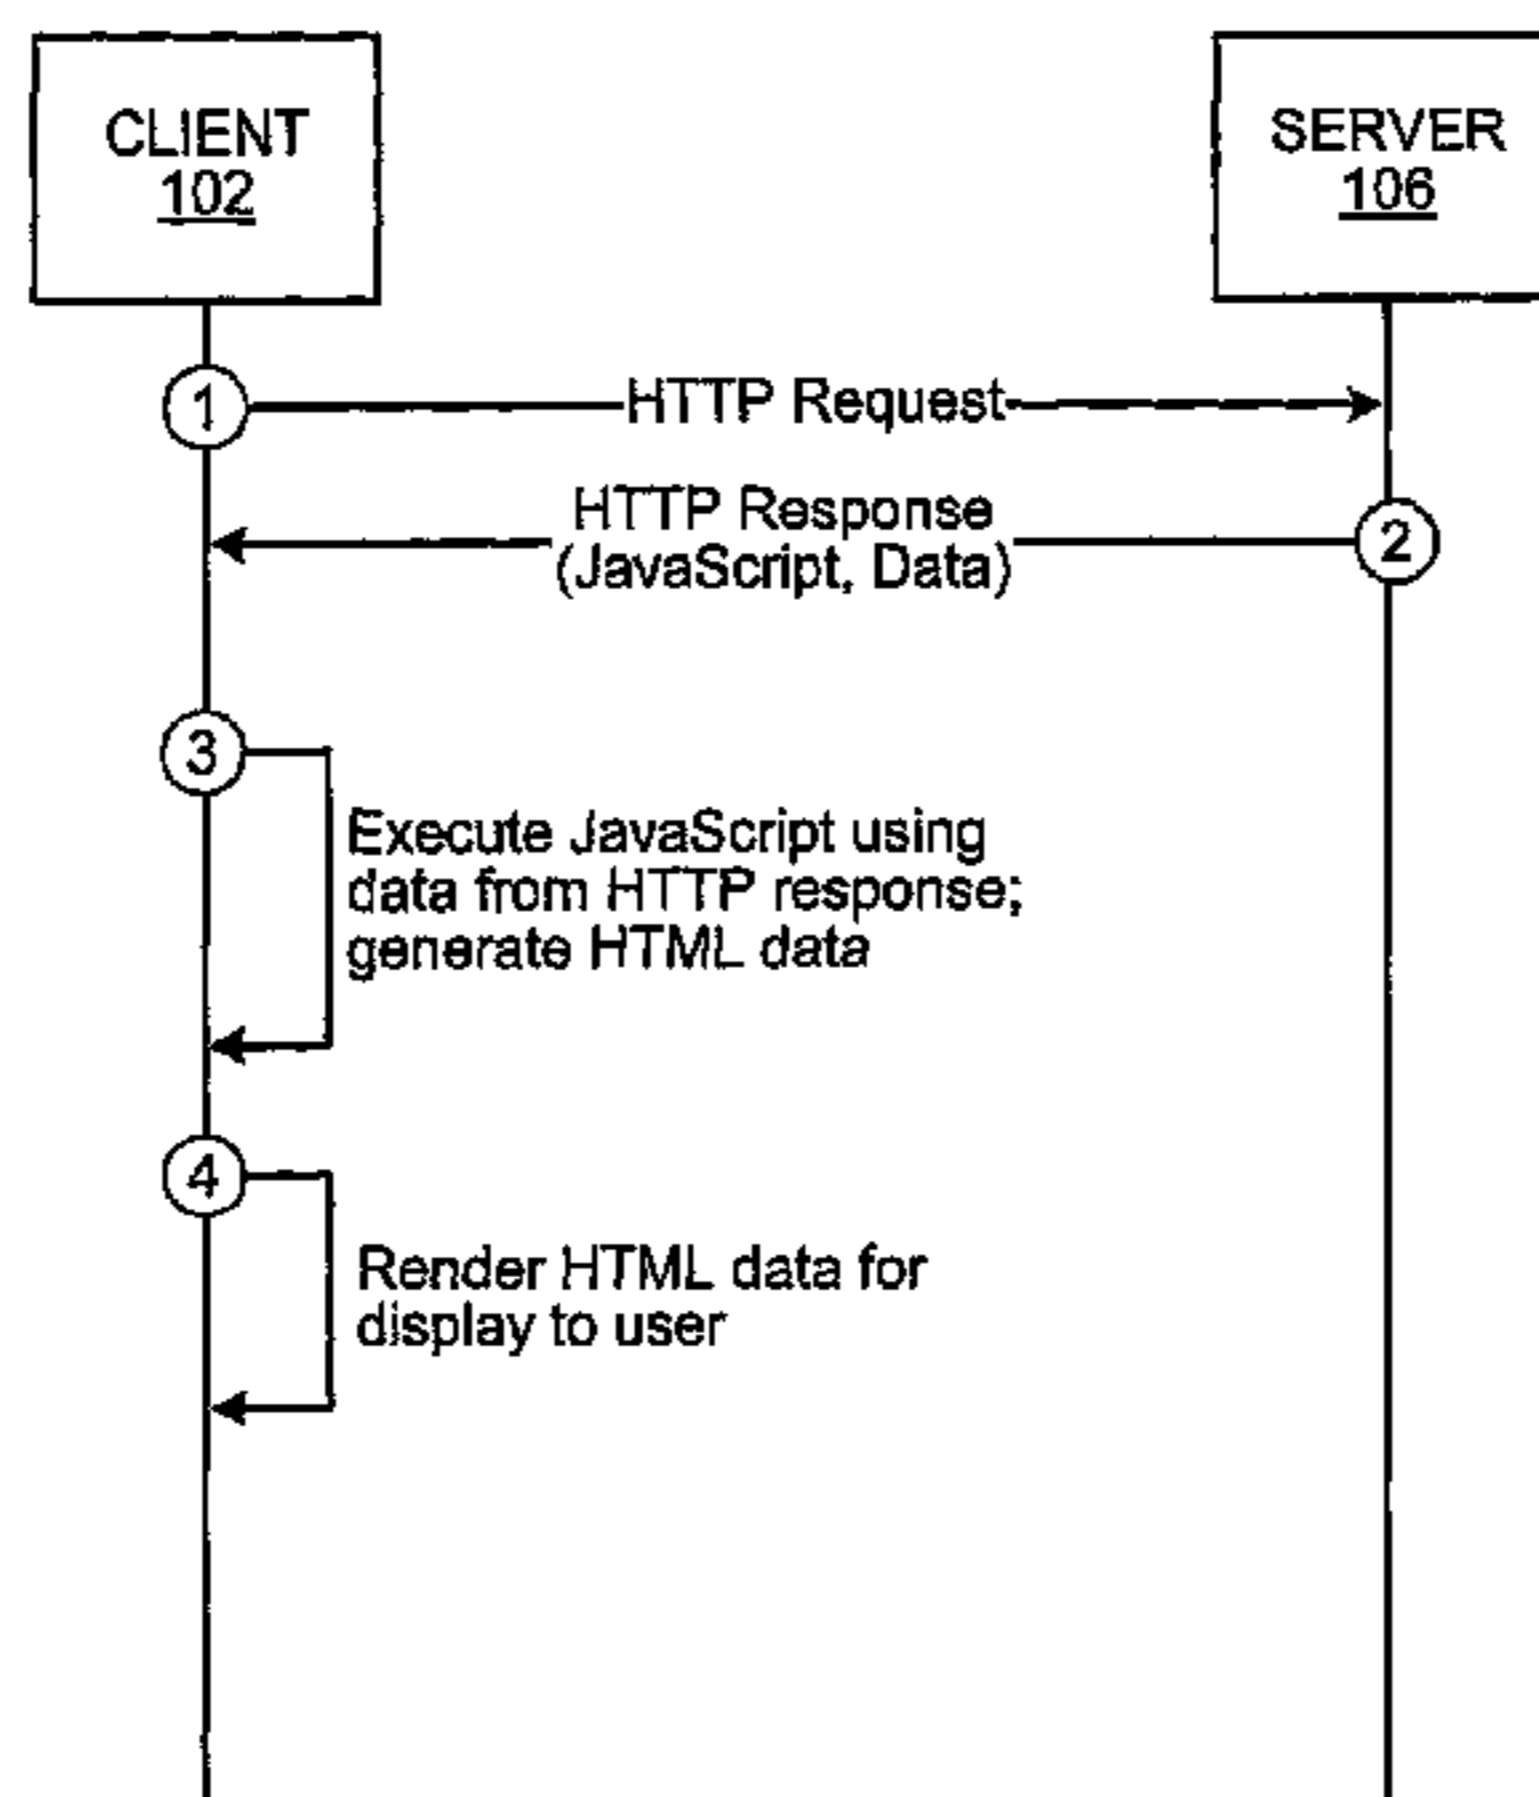 CLIENT
102
SERVER
106
1
HTTP Request
HTTP Response
(JavaScript, Data)
2
3
Execute JavaScript using
data from HTTP response;
generate HTML data
4
Render HTML data for
display to user